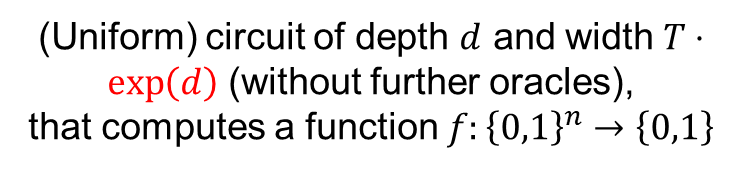 (Uniform) circuit of depth 𝑑 and width 𝑇 ·
exp(𝑑) (without further oracles),
that computes a function 𝑓: {0,1}ⁿ → {0,1}